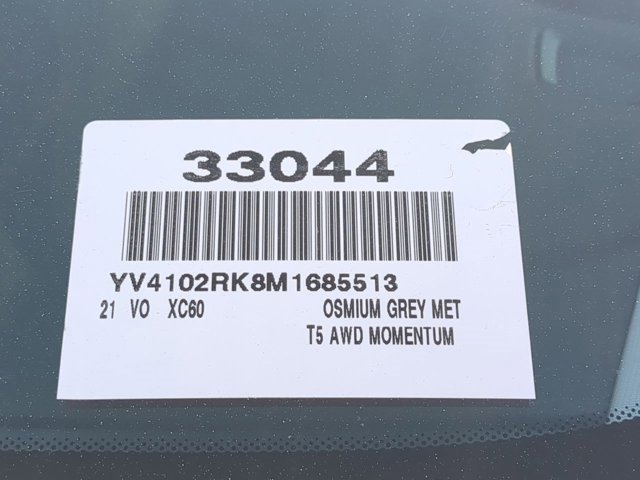 33044
YV4102RK8M1685513
21 VO XC60 OSMIUM GREY MET
T5 AWD MOMENTUM